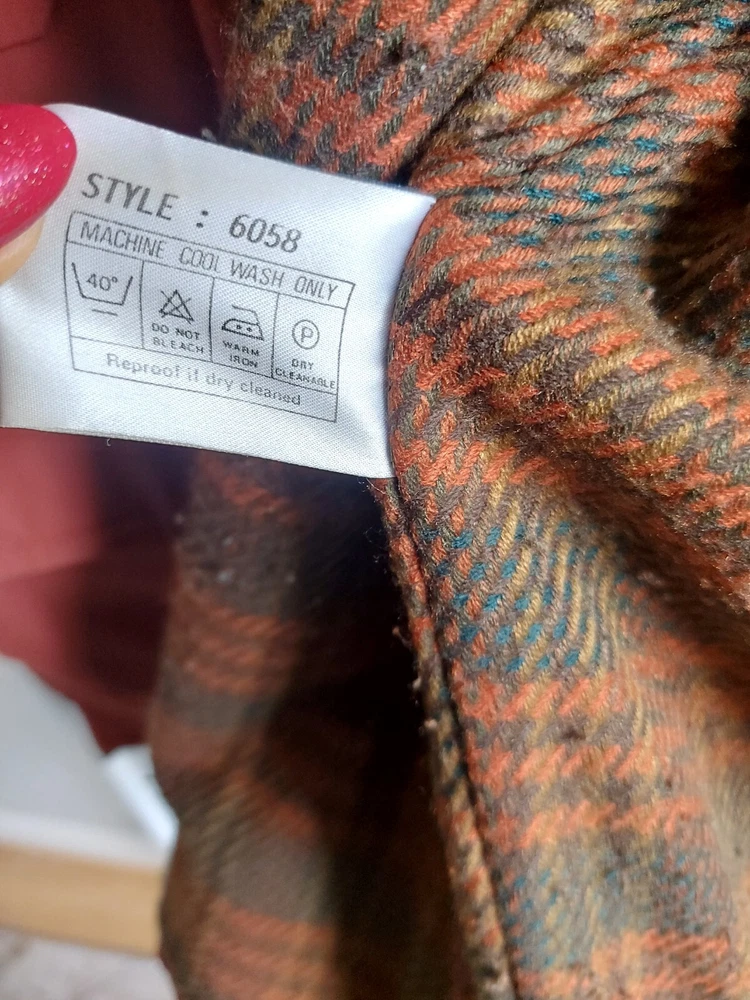 STYLE : 6058
MACHINE COOL WASH ONLY
40°
DO NOT
BLEACH
WARM
IRON
P
DRY
CLEANABLE
Reproof if dry cleaned